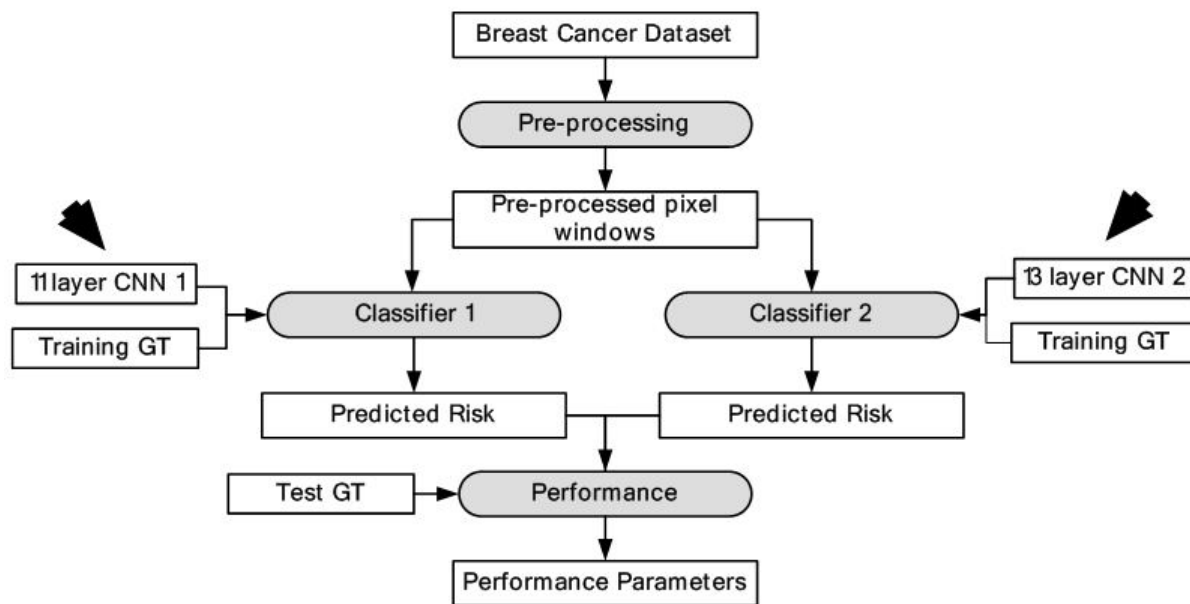 Breast Cancer Dataset
Pre-processing
Pre-processed pixel
windows
11 layer CNN 1
13 layer CNN 2
Classifier 1
Classifier 2
Training GT
Training GT
Predicted Risk
Predicted Risk
Test GT
Performance
Performance Parameters